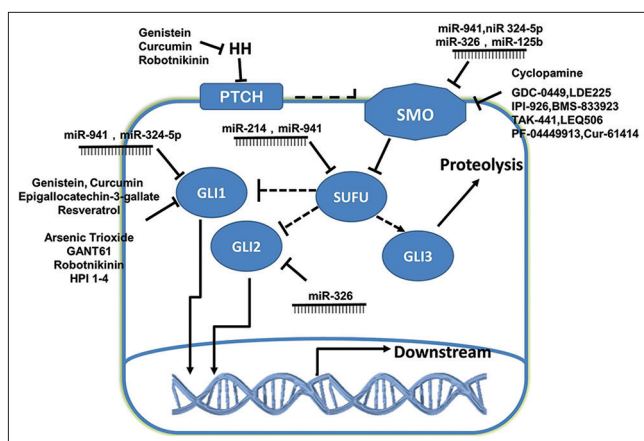 Genistein
Curcumin
Robotnikinin
HH
miR-941,niR 324-5p
miR-326 , miR-125b
PTCH
SMO
Cyclopamine
GDC-0449,LDE225
IPI-926,BMS-833923
TAK-441,LEQ506
PF-04449913,Cur-61414
miR-941 , miR-324-5p
miR-214 , miR-941
Proteolysis
Genistein, Curcumin
Epigallocatechin-3-gallate
Resveratrol
GLI1
SUFU
Arsenic Trioxide
GANT61
Robotnikinin
HPI 1-4
GLI2
GLI3
miR-326
Downstream